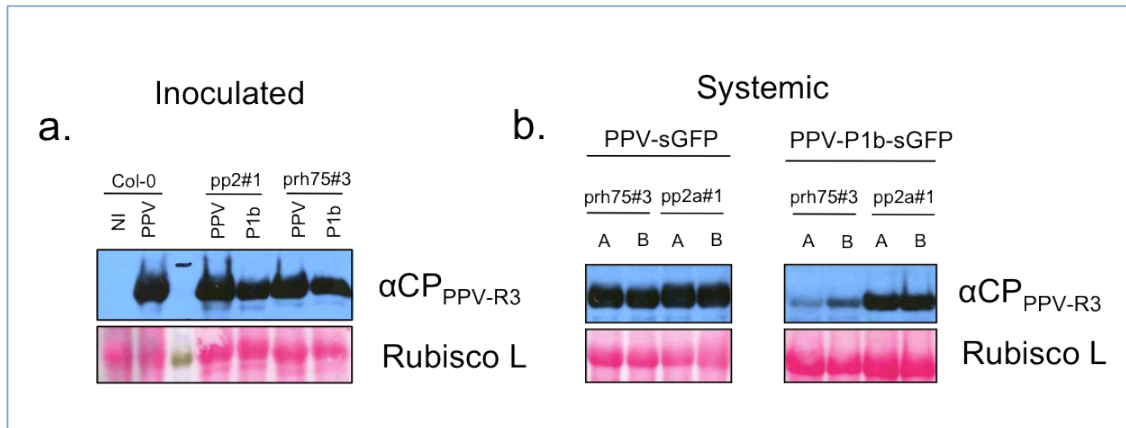 Inoculated
a.
Col-0 pp2#1 prh75#3
NI PPV PPV P1b PPV P1b
αCPPPV-R3
Rubisco L
Systemic
b.
PPV-sGFP PPV-P1b-sGFP
prh75#3 pp2a#1 prh75#3 pp2a#1
A B A B A B A B
αCPPPV-R3
Rubisco L